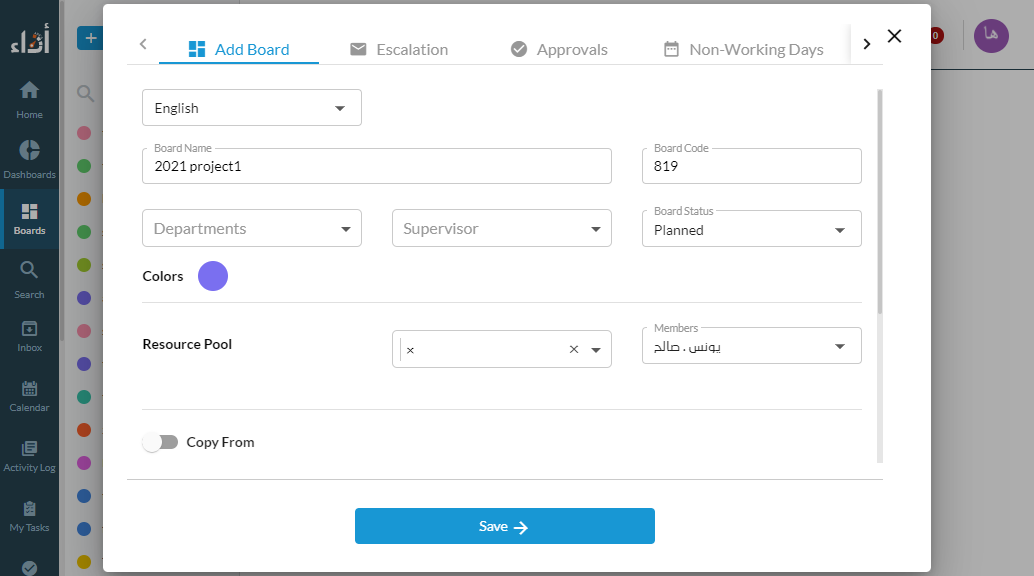 أداء
Home
Dashboards
Boards
Search
Inbox
Calendar
Activity Log
My Tasks
Add Board
Escalation
Approvals
Non-Working Days
0
ها
English
Board Name
2021 project1
Board Code
819
Departments
Supervisor
Board Status
Planned
Colors
Resource Pool
Members
يونس . صالح
Copy From
Save